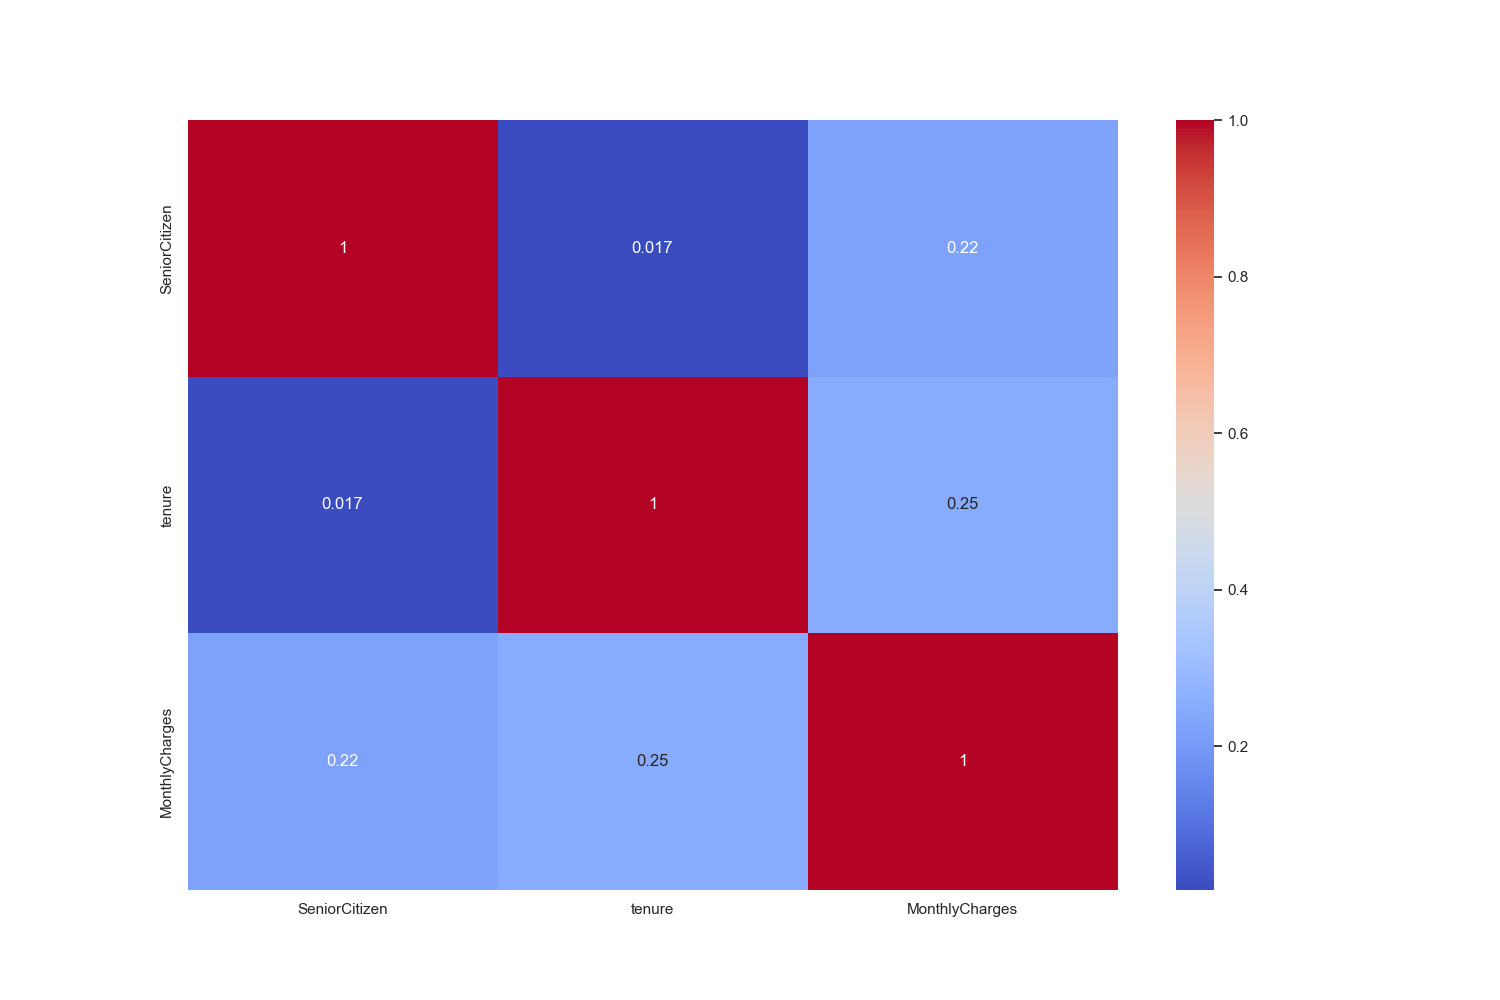 1.0
SeniorCitizen 1 0.017 0.22
0.8
0.6
tenure 0.017 1 0.25
0.4
0.2
MonthlyCharges 0.22 0.25 1
SeniorCitizen tenure MonthlyCharges